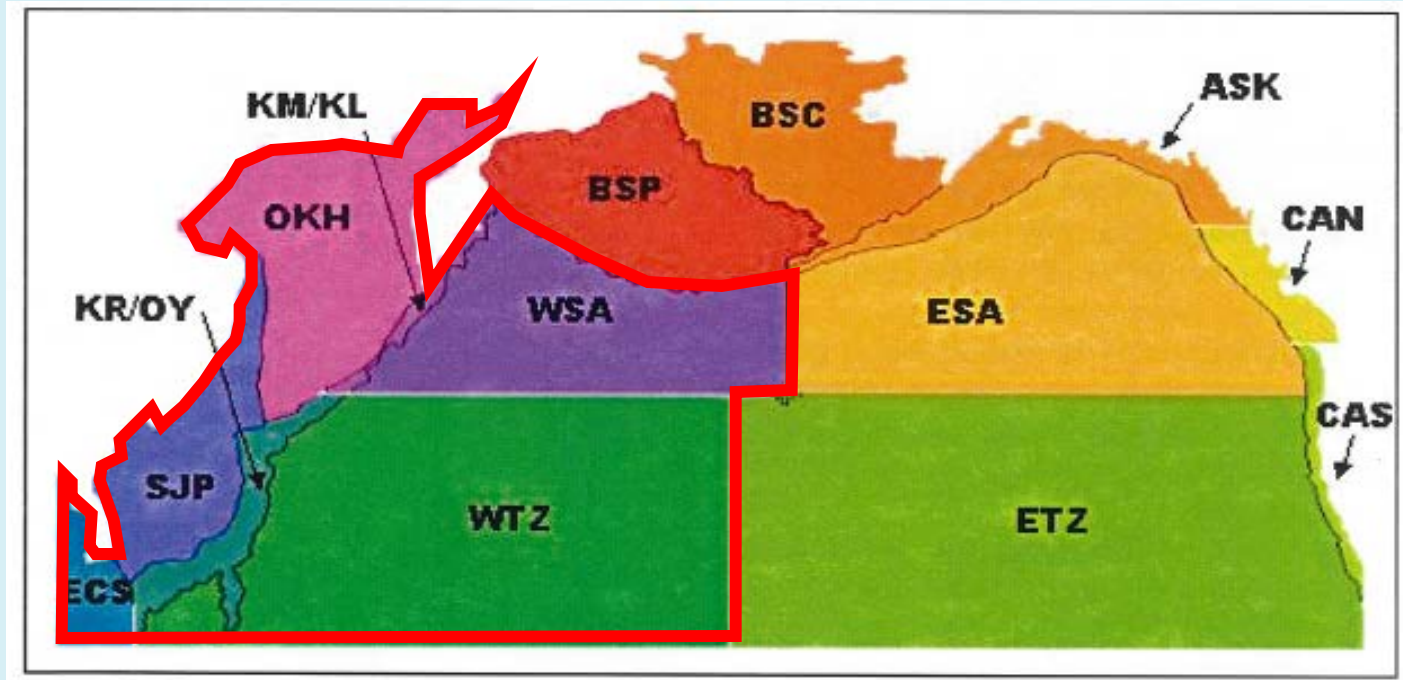 ASK
KM/KL
BSC
BSP
OKH
CAN
KR/OY
WSA
ESA
CAS
SJP
WTZ
ETZ
ECS